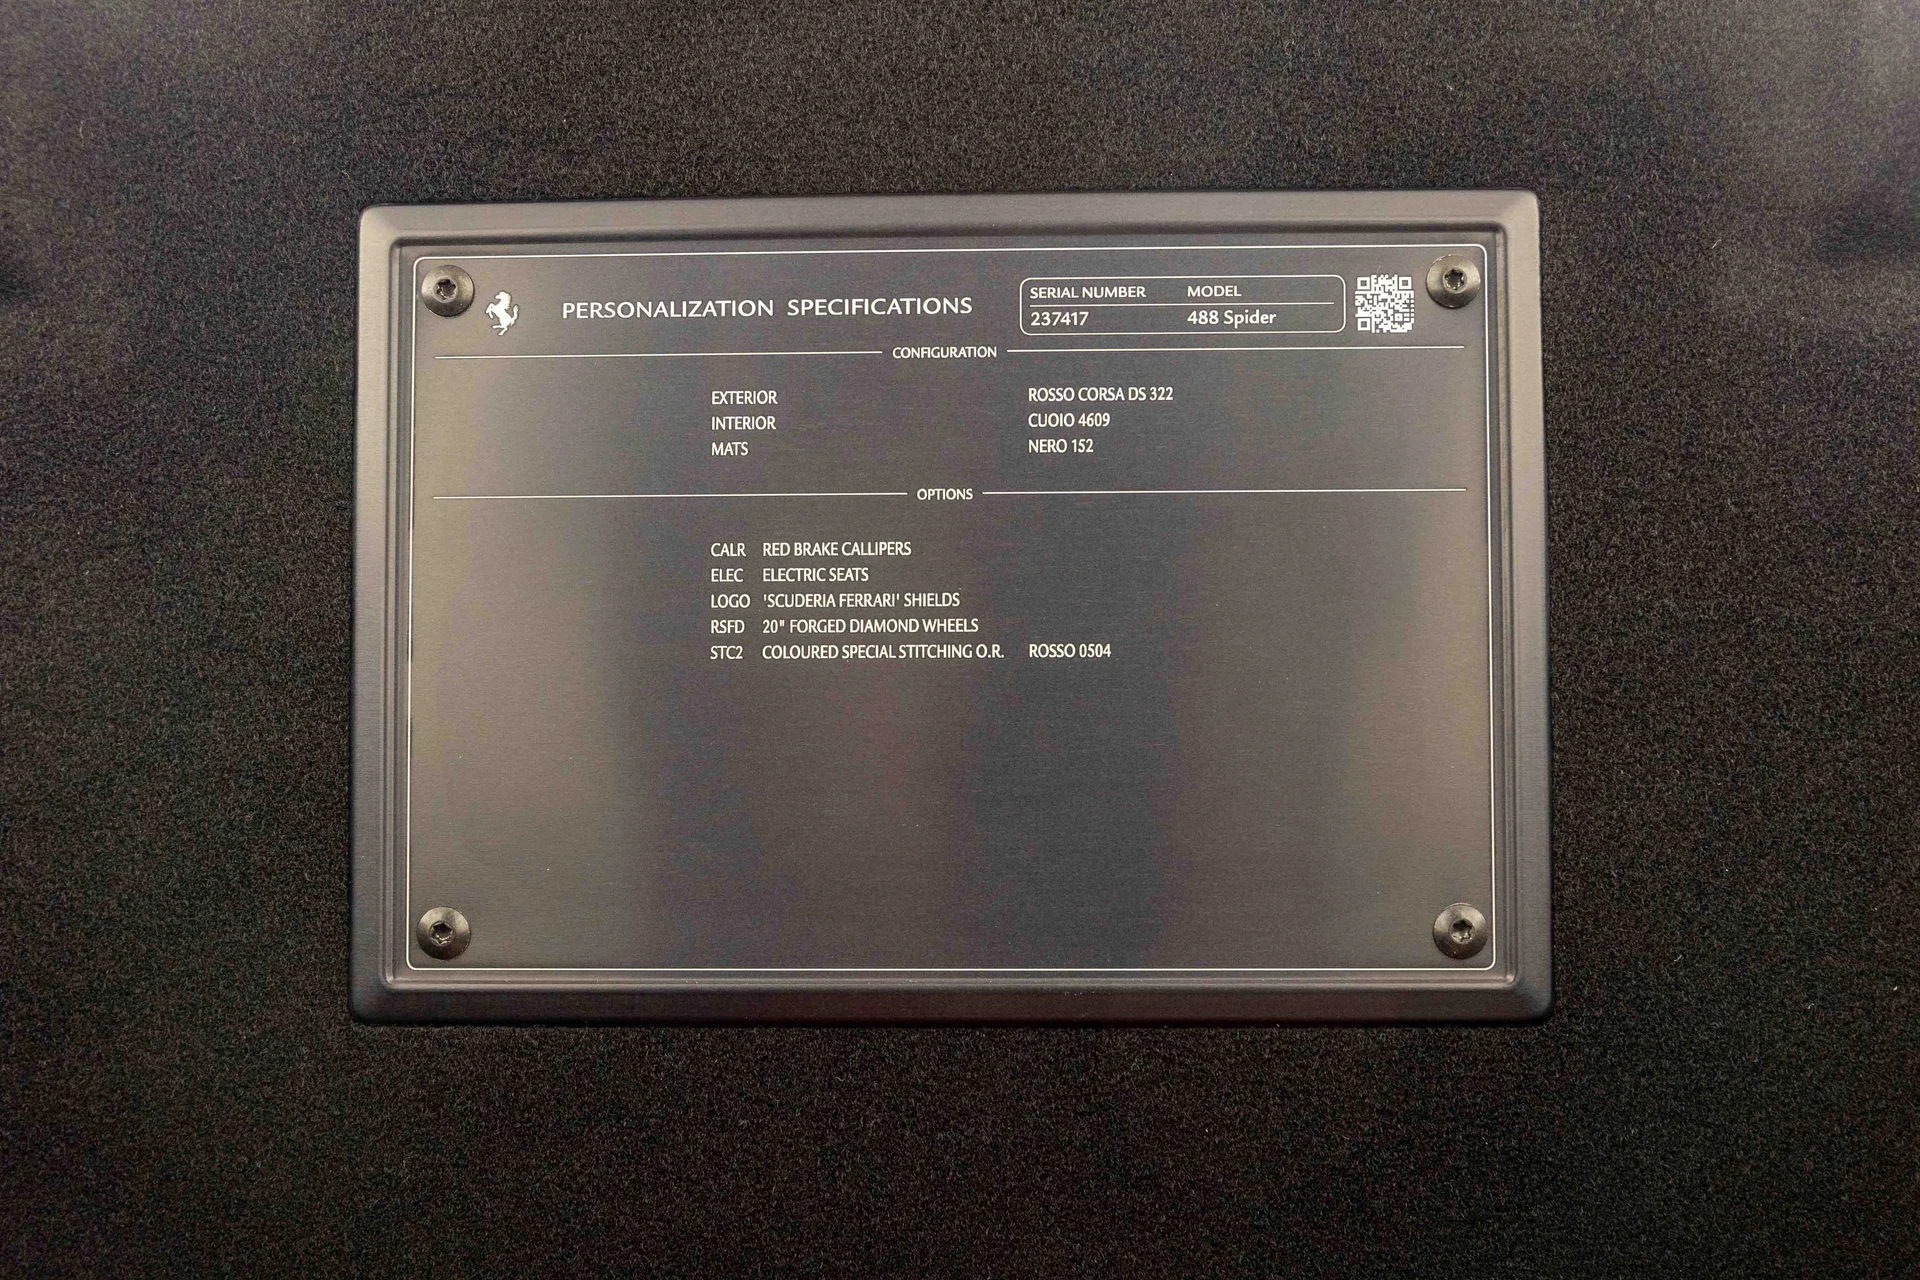 PERSONALIZATION SPECIFICATIONS
SERIAL NUMBER MODEL
237417 488 Spider
CONFIGURATION
EXTERIOR ROSSO CORSA DS 322
INTERIOR CUOIO 4609
MATS NERO 152
OPTIONS
CALR RED BRAKE CALLIPERS
ELEC ELECTRIC SEATS
LOGO 'SCUDERIA FERRARI' SHIELDS
RSFD 20" FORGED DIAMOND WHEELS
STC2 COLOURED SPECIAL STITCHING O.R. ROSSO 0504